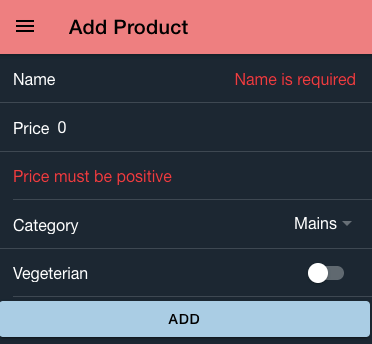 Add Product
Name Name is required
Price 0
Price must be positive
Category Mains
Vegeterian
ADD